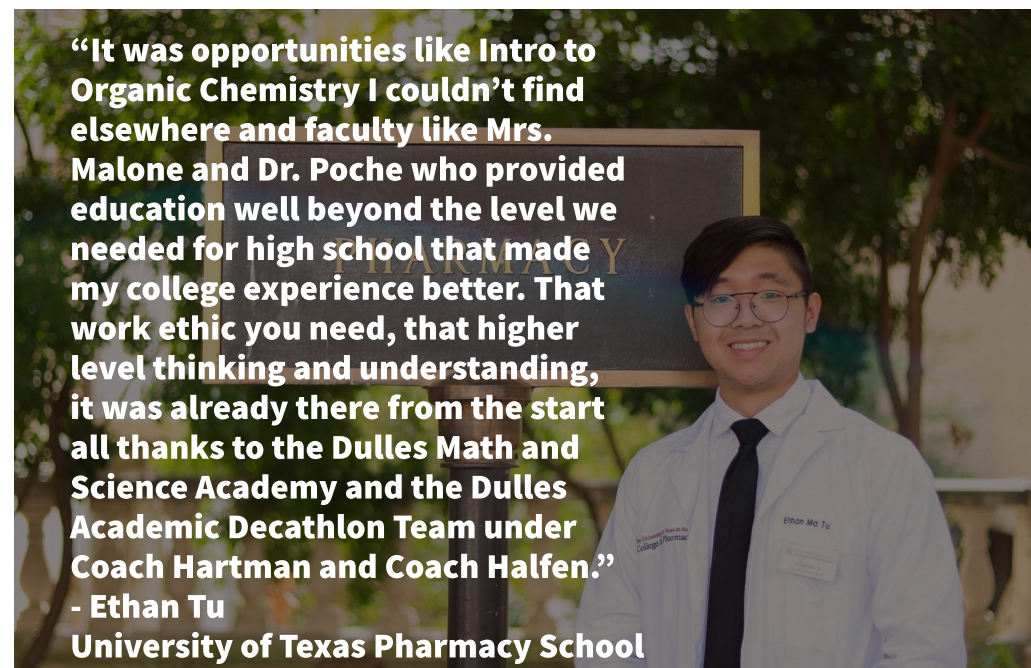 “It was opportunities like Intro to
Organic Chemistry I couldn’t find
elsewhere and faculty like Mrs.
Malone and Dr. Poche who provided
education well beyond the level we
needed for high school that made
my college experience better. That
work ethic you need, that higher
level thinking and understanding,
it was already there from the start
all thanks to the Dulles Math and
Science Academy and the Dulles
Academic Decathlon Team under
Coach Hartman and Coach Halfen.”
- Ethan Tu
University of Texas Pharmacy School
PHARMACY
Ethan Ma Tu
College of Pharmac